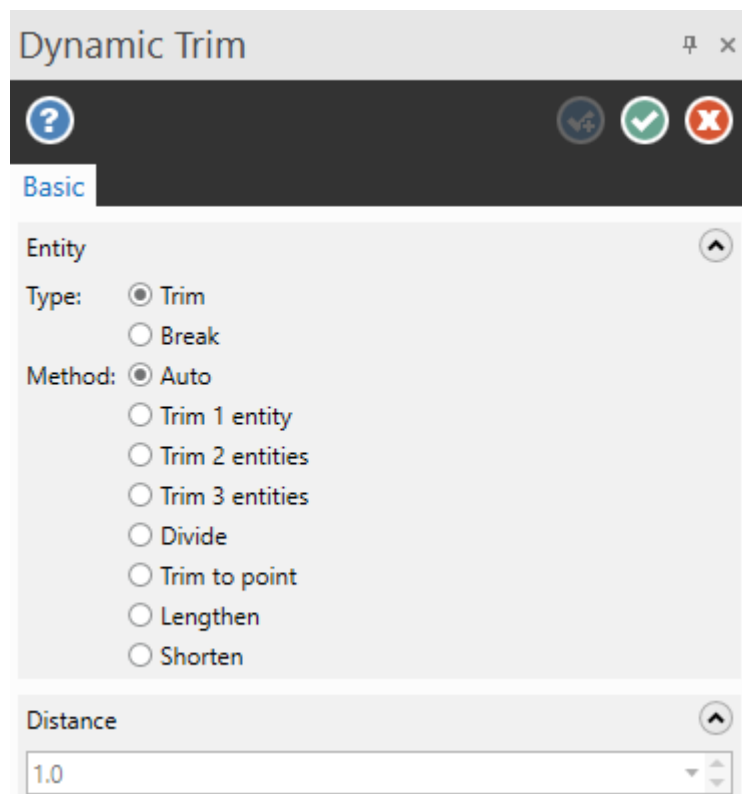 Dynamic Trim
Basic
Entity
Type: Trim
Break
Method: Auto
Trim 1 entity
Trim 2 entities
Trim 3 entities
Divide
Trim to point
Lengthen
Shorten
Distance
1.0